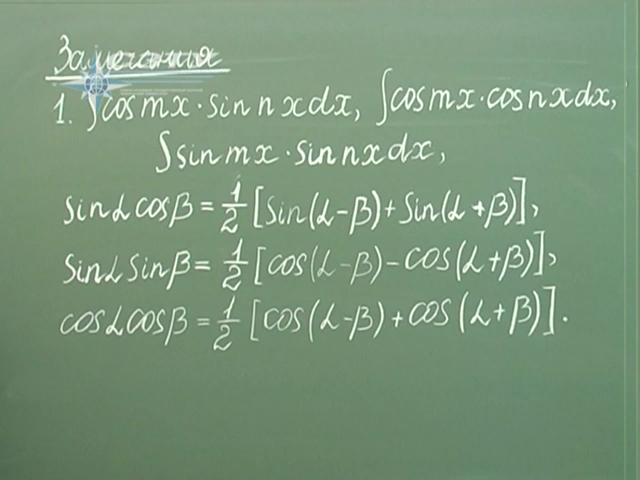 Замечания
1. ∫cos mx · sin nx dx, ∫cos mx · cos nx dx,
∫sin mx · sin nx dx,
sin α cos β = 1/2 [sin(α-β) + sin(α+β)],
sin α sin β = 1/2 [cos(α-β) - cos(α+β)],
cos α cos β = 1/2 [cos(α-β) + cos(α+β)].